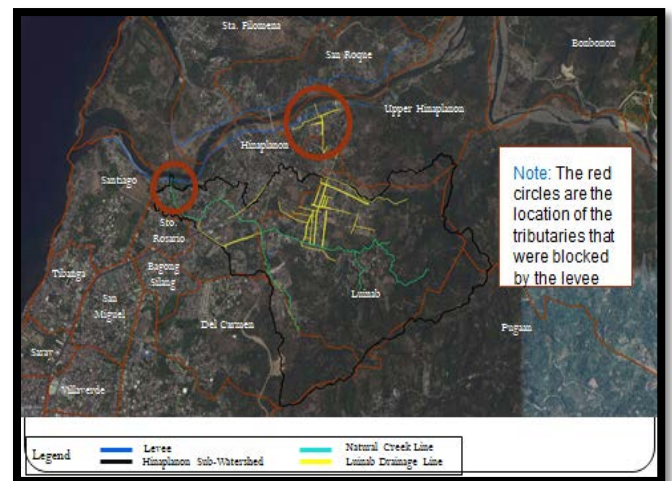 Sta. Filomena
Bonbonon
San Roque
Upper Hinaplanon
Hinaplanon
Santiago
Sto.
Rosario
Tibanga
Bagong
Silang
San
Miguel
Luinab
Del Carmen
Pugaan
Saray
Villaverde
Note: The red
circles are the
location of the
tributaries that
were blocked
by the levee
Legend
Levee
Natural Creek Line
Hinaplanon Sub-Watershed
Luinab Drainage Line